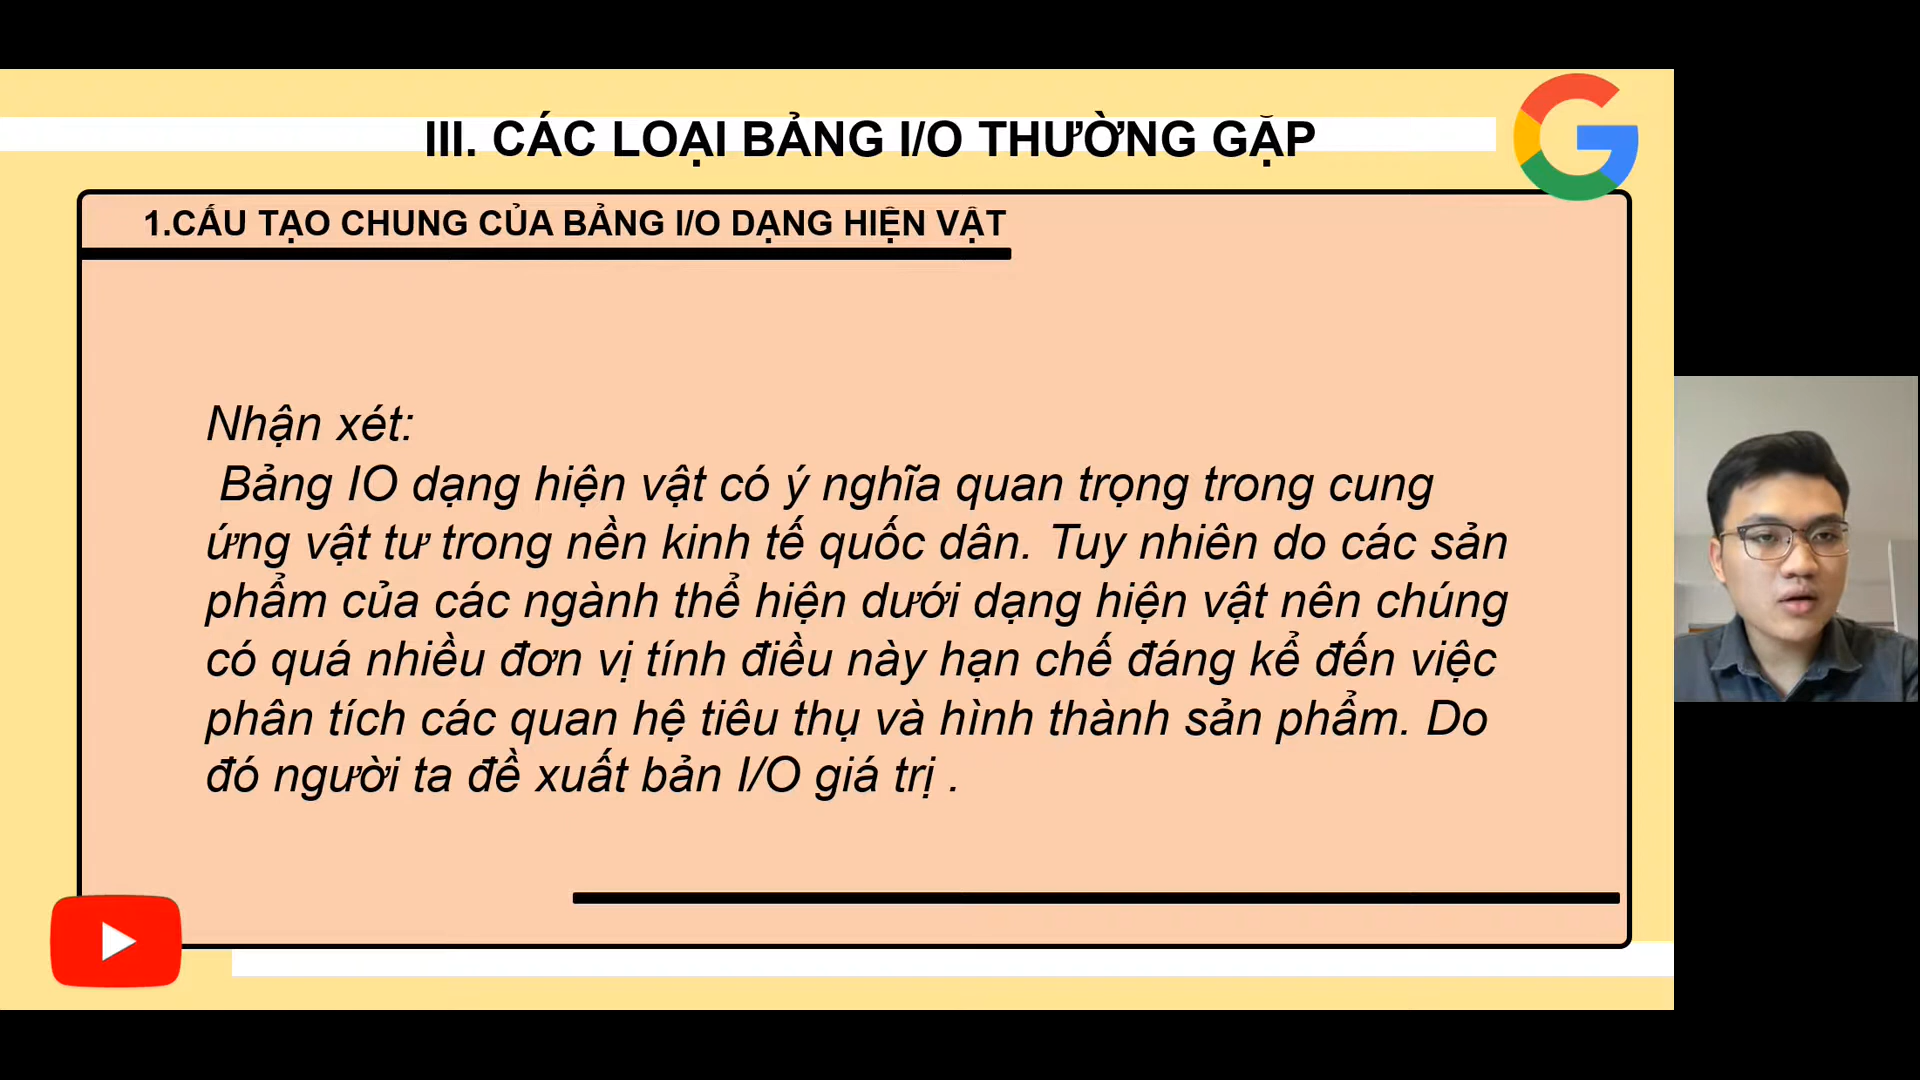 III. CÁC LOẠI BẢNG I/O THƯỜNG GẶP
1.CẤU TẠO CHUNG CỦA BẢNG I/O DẠNG HIỆN VẬT
Nhận xét:
Bảng IO dạng hiện vật có ý nghĩa quan trọng trong cung
ứng vật tư trong nền kinh tế quốc dân. Tuy nhiên do các sản
phẩm của các ngành thể hiện dưới dạng hiện vật nên chúng
có quá nhiều đơn vị tính điều này hạn chế đáng kể đến việc
phân tích các quan hệ tiêu thụ và hình thành sản phẩm. Do
đó người ta đề xuất bản I/O giá trị .